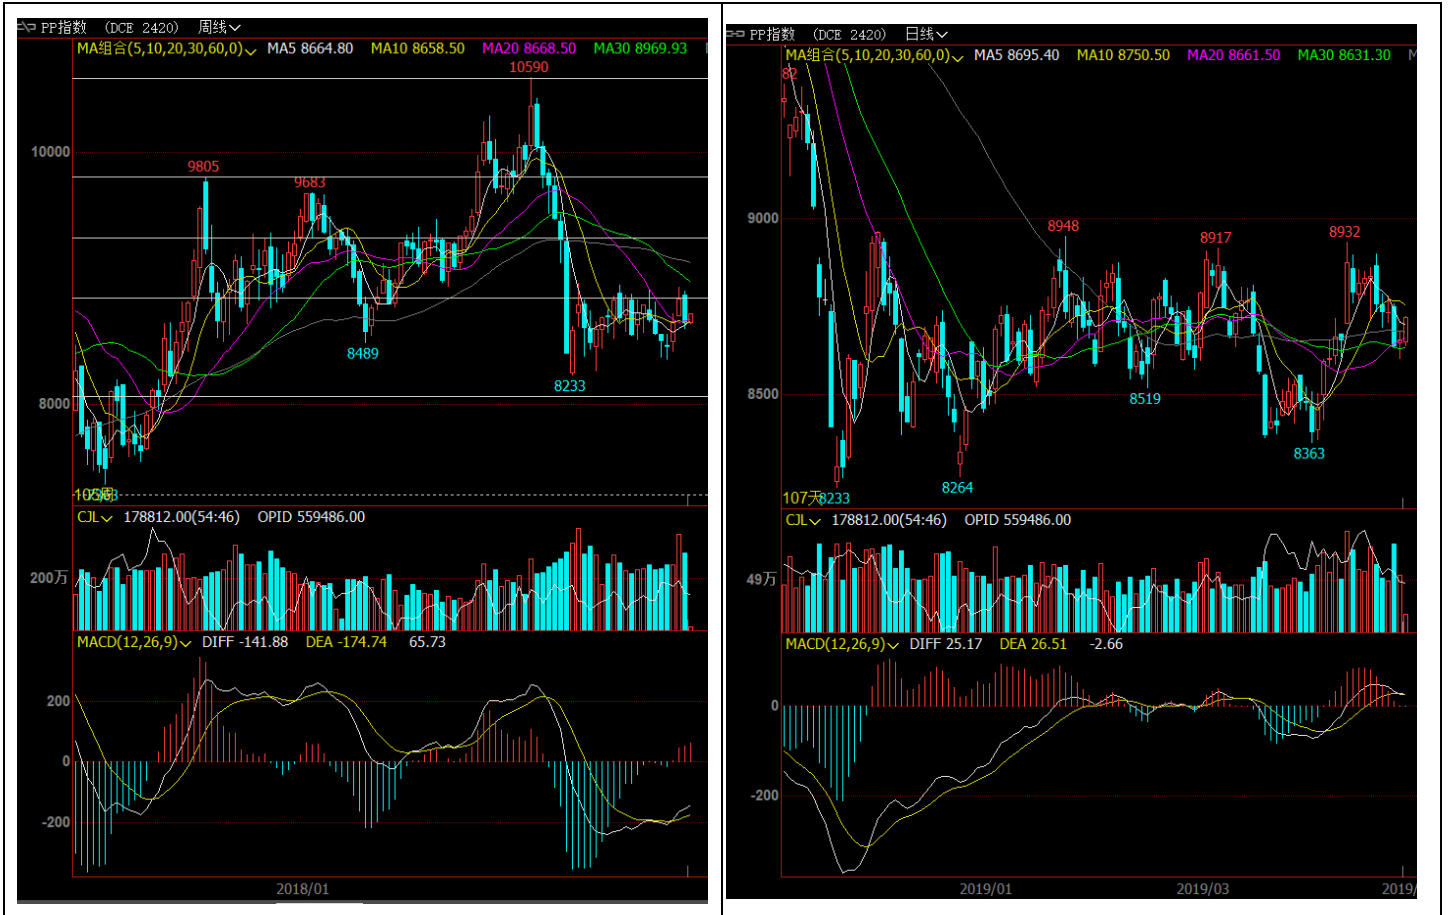 PP指数 (DCE 2420) 周线
MA组合(5,10,20,30,60,0) MA5 8664.80 MA10 8658.50 MA20 8668.50 MA30 8969.93
10590
10000
9805
9683
8489
8233
8000
105周
CJL 178812.00(54:46) OPID 559486.00
200万
MACD(12,26,9) DIFF -141.88 DEA -174.74 65.73
200
0
-200
2018/01
PP指数 (DCE 2420) 日线
MA组合(5,10,20,30,60,0) MA5 8695.40 MA10 8750.50 MA20 8661.50 MA30 8631.30
82
9000
8948
8917
8932
8500
8519
8363
8264
107天
8233
CJL 178812.00(54:46) OPID 559486.00
49万
MACD(12,26,9) DIFF 25.17 DEA 26.51 -2.66
0
-200
2019/01 2019/03 2019/